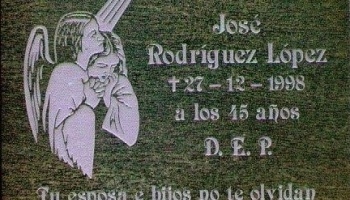 José
Rodríguez López
✝ 27 - 12 - 1998
a los 45 años
D. E. P.
Tu esposa e hijos no te olvidan